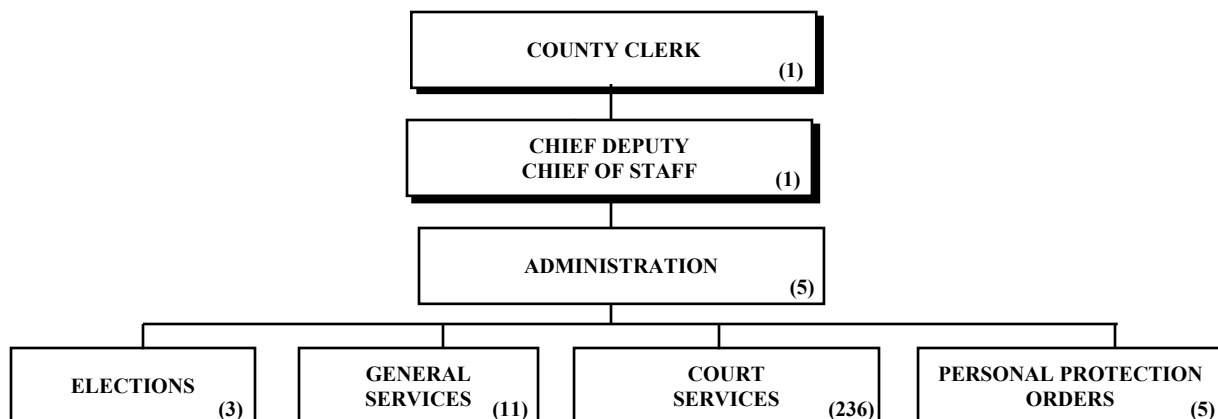 COUNTY CLERK
(1)
CHIEF DEPUTY
CHIEF OF STAFF
(1)
ADMINISTRATION
(5)
ELECTIONS
(3)
GENERAL
SERVICES
(11)
COURT
SERVICES
(236)
PERSONAL PROTECTION
ORDERS
(5)